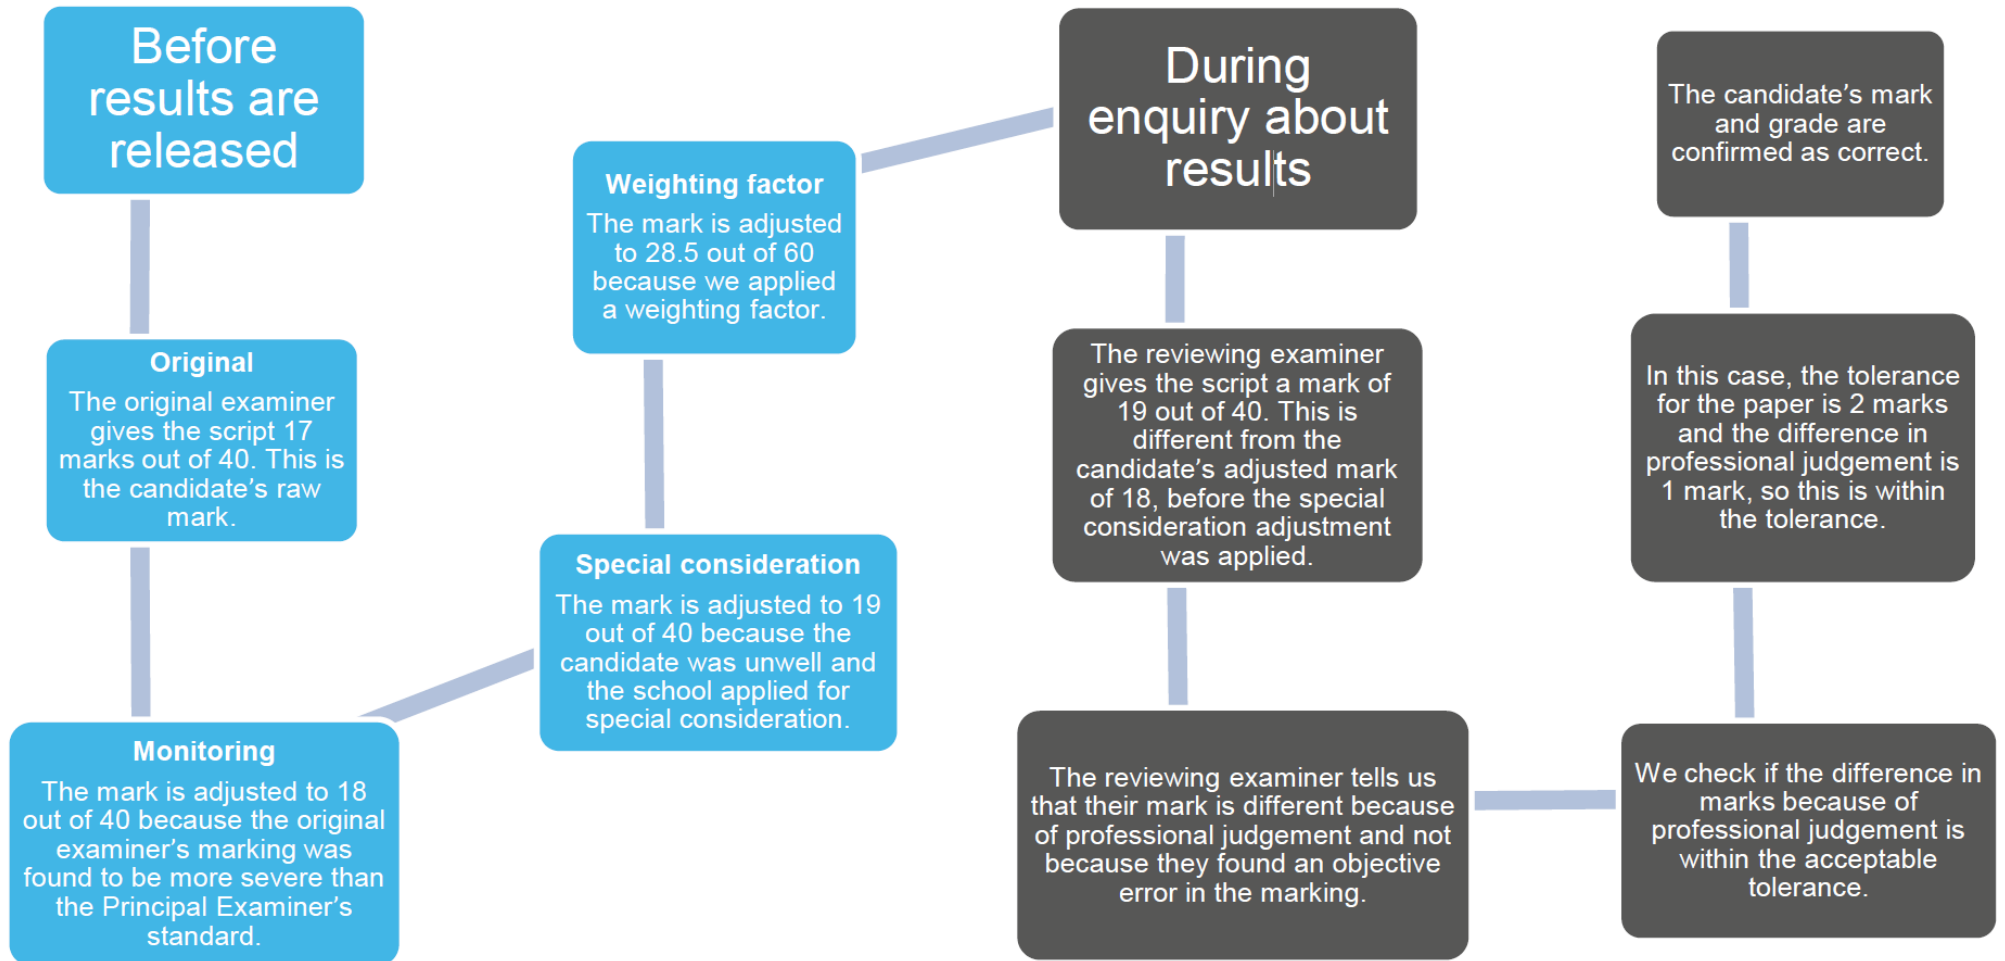 Before
results are
released
Original
The original examiner
gives the script 17
marks out of 40. This is
the candidate’s raw
mark.
Monitoring
The mark is adjusted to 18
out of 40 because the original
examiner’s marking was
found to be more severe than
the Principal Examiner’s
standard.
Special consideration
The mark is adjusted to 19
out of 40 because the
candidate was unwell and
the school applied for
special consideration.
Weighting factor
The mark is adjusted
to 28.5 out of 60
because we applied
a weighting factor.
During
enquiry about
results
The reviewing examiner
gives the script a mark of
19 out of 40. This is
different from the
candidate’s adjusted mark
of 18, before the special
consideration adjustment
was applied.
The reviewing examiner tells us
that their mark is different because
of professional judgement and not
because they found an objective
error in the marking.
We check if the difference in
marks because of
professional judgement is
within the acceptable
tolerance.
In this case, the tolerance
for the paper is 2 marks
and the difference in
professional judgement is
1 mark, so this is within
the tolerance.
The candidate’s mark
and grade are
confirmed as correct.